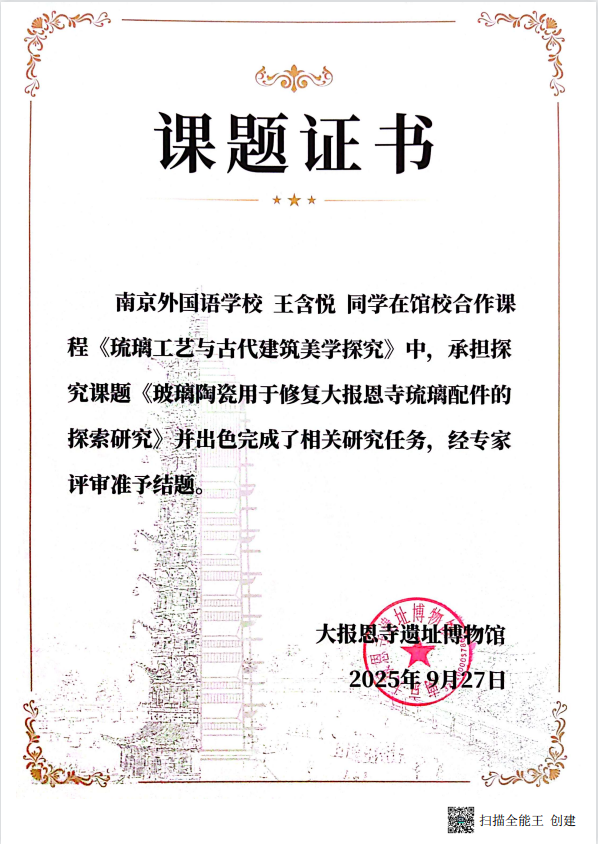 课题证书
南京外国语学校 王含悦 同学在馆校合作课
程《琉璃工艺与古代建筑美学探究》中，承担探
究课题《玻璃陶瓷用于修复大报恩寺琉璃配件的
探索研究》并出色完成了相关研究任务，经专家
评审准予结题。
大报恩寺遗址博物馆
2025年 9月27日
扫描全能王 创建